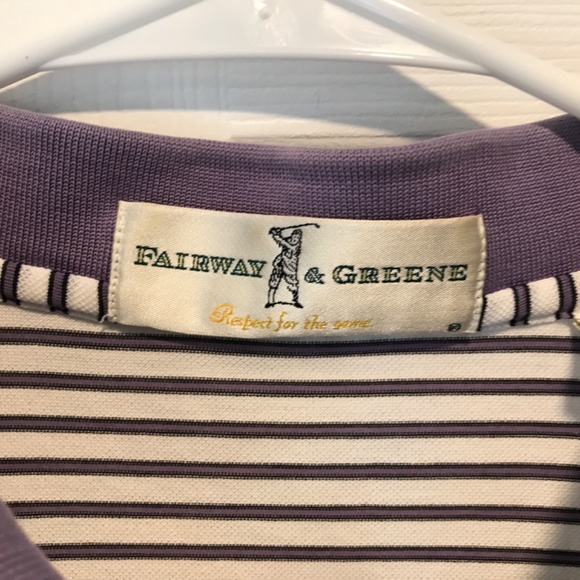 FAIRWAY & GREENE
Respect for the game.
®